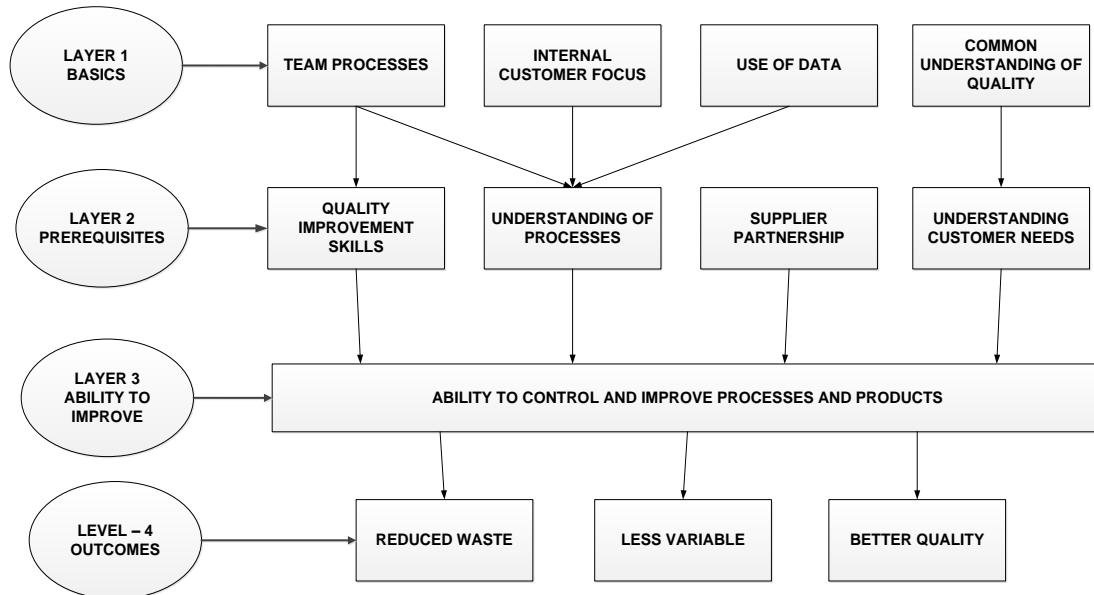 LAYER 1
BASICS
TEAM PROCESSES
INTERNAL
CUSTOMER FOCUS
USE OF DATA
COMMON
UNDERSTANDING OF
QUALITY
LAYER 2
PREREQUISITES
QUALITY
IMPROVEMENT
SKILLS
UNDERSTANDING OF
PROCESSES
SUPPLIER
PARTNERSHIP
UNDERSTANDING
CUSTOMER NEEDS
LAYER 3
ABILITY TO
IMPROVE
ABILITY TO CONTROL AND IMPROVE PROCESSES AND PRODUCTS
LEVEL – 4
OUTCOMES
REDUCED WASTE
LESS VARIABLE
BETTER QUALITY